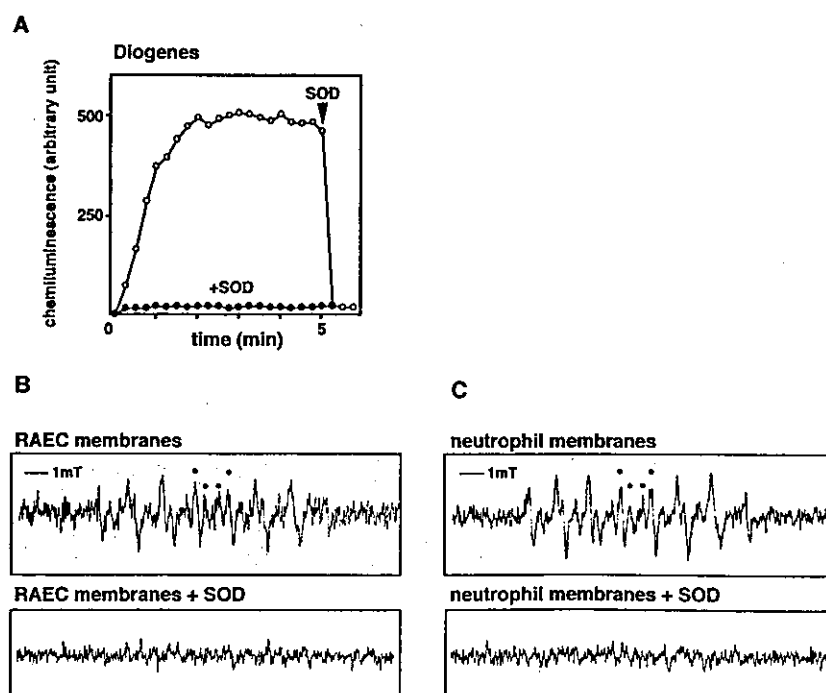 A
Diogenes
SOD
500
250
chemiluminescence (arbitrary unit)
+SOD
0
5
time (min)
B
RAEC membranes
1mT
RAEC membranes + SOD
C
neutrophil membranes
1mT
neutrophil membranes + SOD